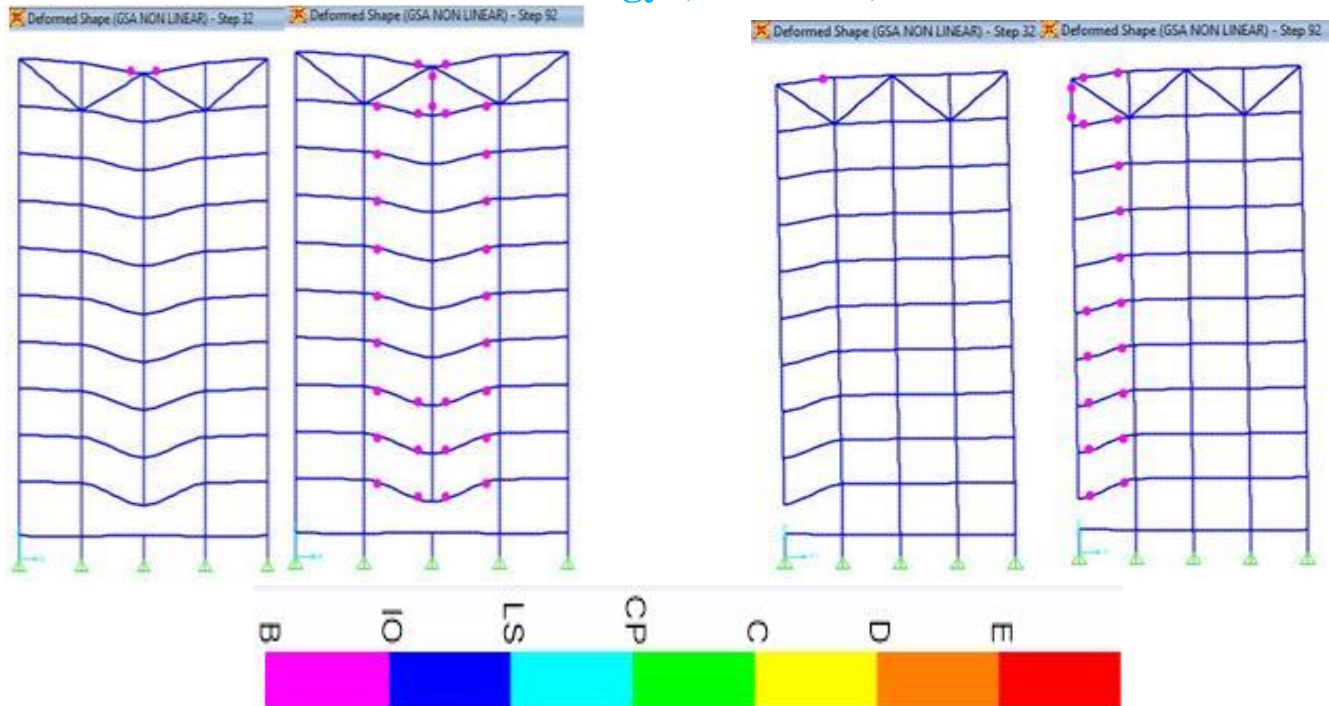 gy
Deformed Shape (GSA NON LINEAR) - Step 32
Deformed Shape (GSA NON LINEAR) - Step 92
Deformed Shape (GSA NON LINEAR) - Step 32
Deformed Shape (GSA NON LINEAR) - Step 92
B IO LS CP C D E